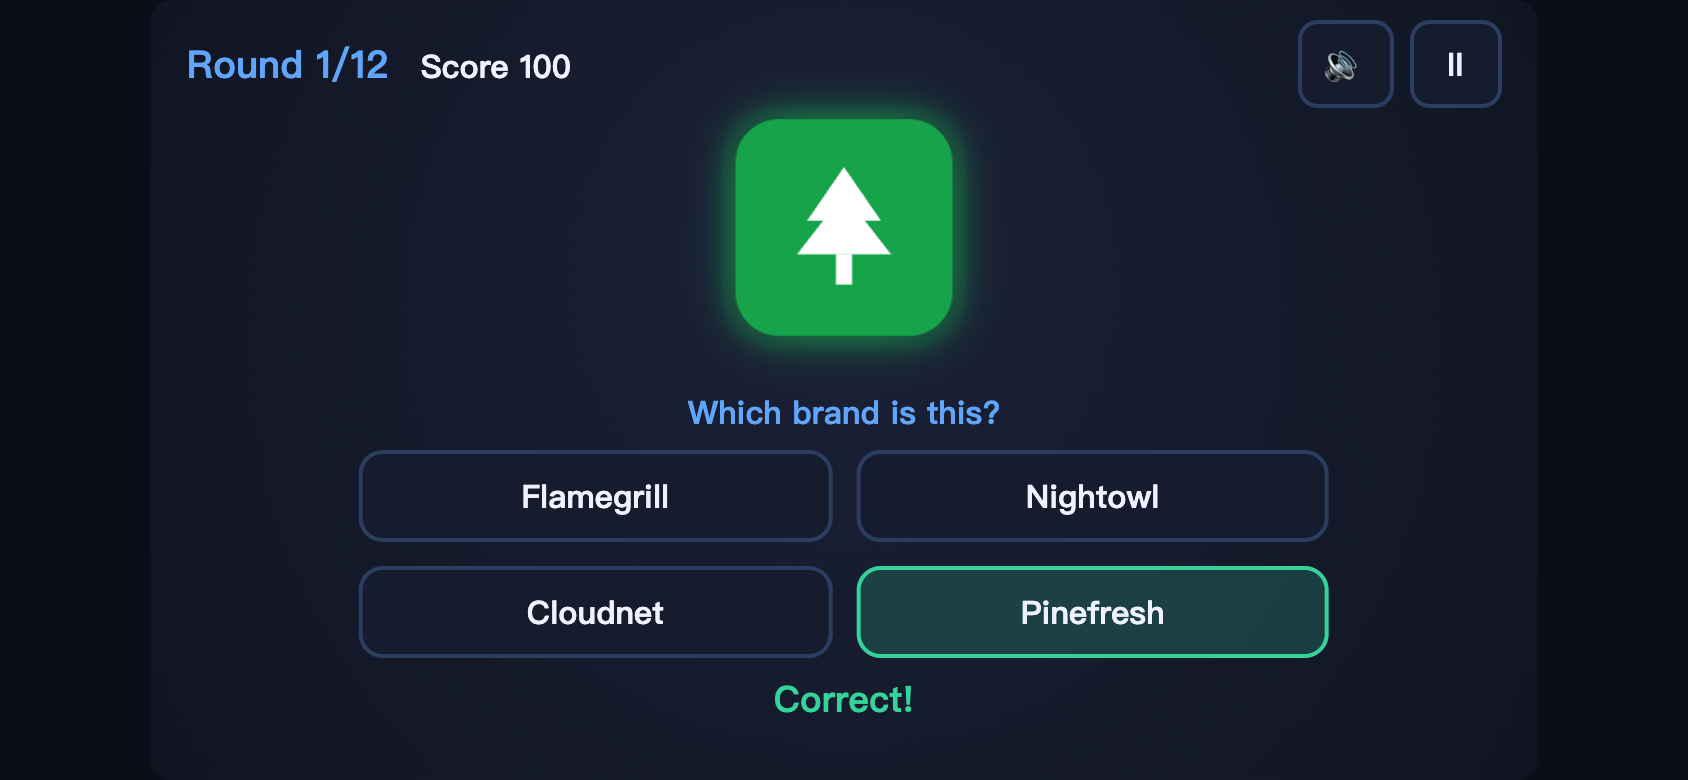 Round 1/12 Score 100
Which brand is this?
Flamegrill
Nightowl
Cloudnet
Pinefresh
Correct!